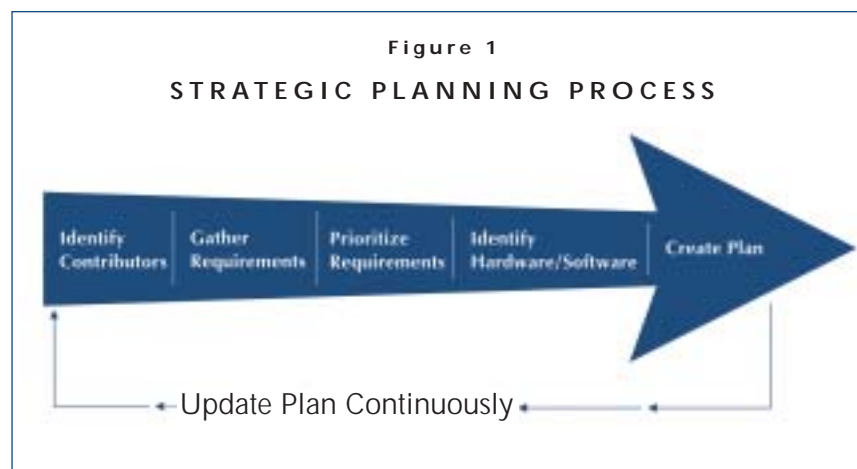 Figure 1
STRATEGIC PLANNING PROCESS
Identify
Contributors
Gather
Requirements
Prioritize
Requirements
Identify
Hardware/Software
Create Plan
Update Plan Continuously